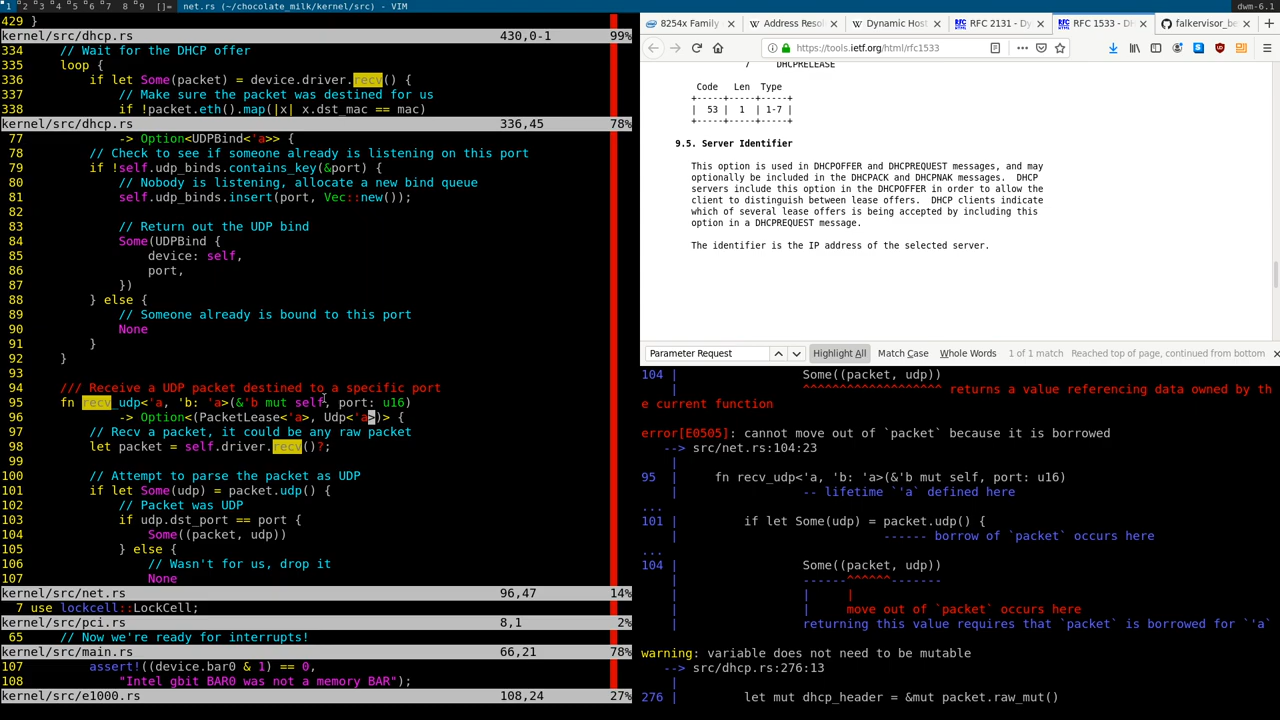 1 2 3 4 5 6 7 8 9 []= net.rs (~/chocolate_milk/kernel/src) - VIM
dwm-6.1
429 }
kernel/src/dhcp.rs 430,0-1 99%
334 // Wait for the DHCP offer
335 loop {
336 if let Some(packet) = device.driver.recv() {
337 // Make sure the packet was destined for us
338 if !packet.eth().map(|x| x.dst_mac == mac)
kernel/src/dhcp.rs 336,45 78%
77 -> Option<UDPBind<'a>> {
78 // Check to see if someone already is listening on this port
79 if !self.udp_binds.contains_key(&port) {
80 // Nobody is listening, allocate a new bind queue
81 self.udp_binds.insert(port, Vec::new());
82
83 // Return out the UDP bind
84 Some(UDPBind {
85 device: self,
86 port,
87 })
88 } else {
89 // Someone already is bound to this port
90 None
91 }
92 }
93
94 /// Receive a UDP packet destined to a specific port
95 fn recv_udp<'a, 'b: 'a>(&'b mut self, port: u16)
96 -> Option<(PacketLease<'a>, Udp<'a>)> {
97 // Recv a packet, it could be any raw packet
98 let packet = self.driver.recv()?;
99
100 // Attempt to parse the packet as UDP
101 if let Some(udp) = packet.udp() {
102 // Packet was UDP
103 if udp.dst_port == port {
104 Some((packet, udp))
105 } else {
106 // Wasn't for us, drop it
107 None
kernel/src/net.rs 96,47 14%
7 use lockcell::LockCell;
kernel/src/pci.rs 8,1 2%
65 // Now we're ready for interrupts!
kernel/src/main.rs 66,21 78%
107 assert!((device.bar0 & 1) == 0,
108 "Intel gbit BAR0 was not a memory BAR");
kernel/src/e1000.rs 108,24 27%
8254x Family Address Resol Dynamic Host RFC 2131 - Dy RFC 1533 - DH falkervisor_be
https://tools.ietf.org/html/rfc1533
7 DHCPRELEASE
Code Len Type
+-----+-----+-----+
| 53 | 1 | 1-7 |
+-----+-----+-----+
9.5. Server Identifier
This option is used in DHCPOFFER and DHCPREQUEST messages, and may
optionally be included in the DHCPACK and DHCPNAK messages. DHCP
servers include this option in the DHCPOFFER in order to allow the
client to distinguish between lease offers. DHCP clients indicate
which of several lease offers is being accepted by including this
option in a DHCPREQUEST message.
The identifier is the IP address of the selected server.
Parameter Request Highlight All Match Case Whole Words 1 of 1 match Reached top of page, continued from bottom
104 | Some((packet, udp))
| ^^^^^^^^^^^^^^^^^^^ returns a value referencing data owned by th
e current function
error[E0505]: cannot move out of `packet` because it is borrowed
--> src/net.rs:104:23
|
95 | fn recv_udp<'a, 'b: 'a>(&'b mut self, port: u16)
| -- lifetime `'a` defined here
...
101 | if let Some(udp) = packet.udp() {
| ------ borrow of `packet` occurs here
...
104 | Some((packet, udp))
| ------^^^^^^-------
| | |
| | move out of `packet` occurs here
| returning this value requires that `packet` is borrowed for `'a`
warning: variable does not need to be mutable
--> src/dhcp.rs:276:13
|
276 | let mut dhcp_header = &mut packet.raw_mut()